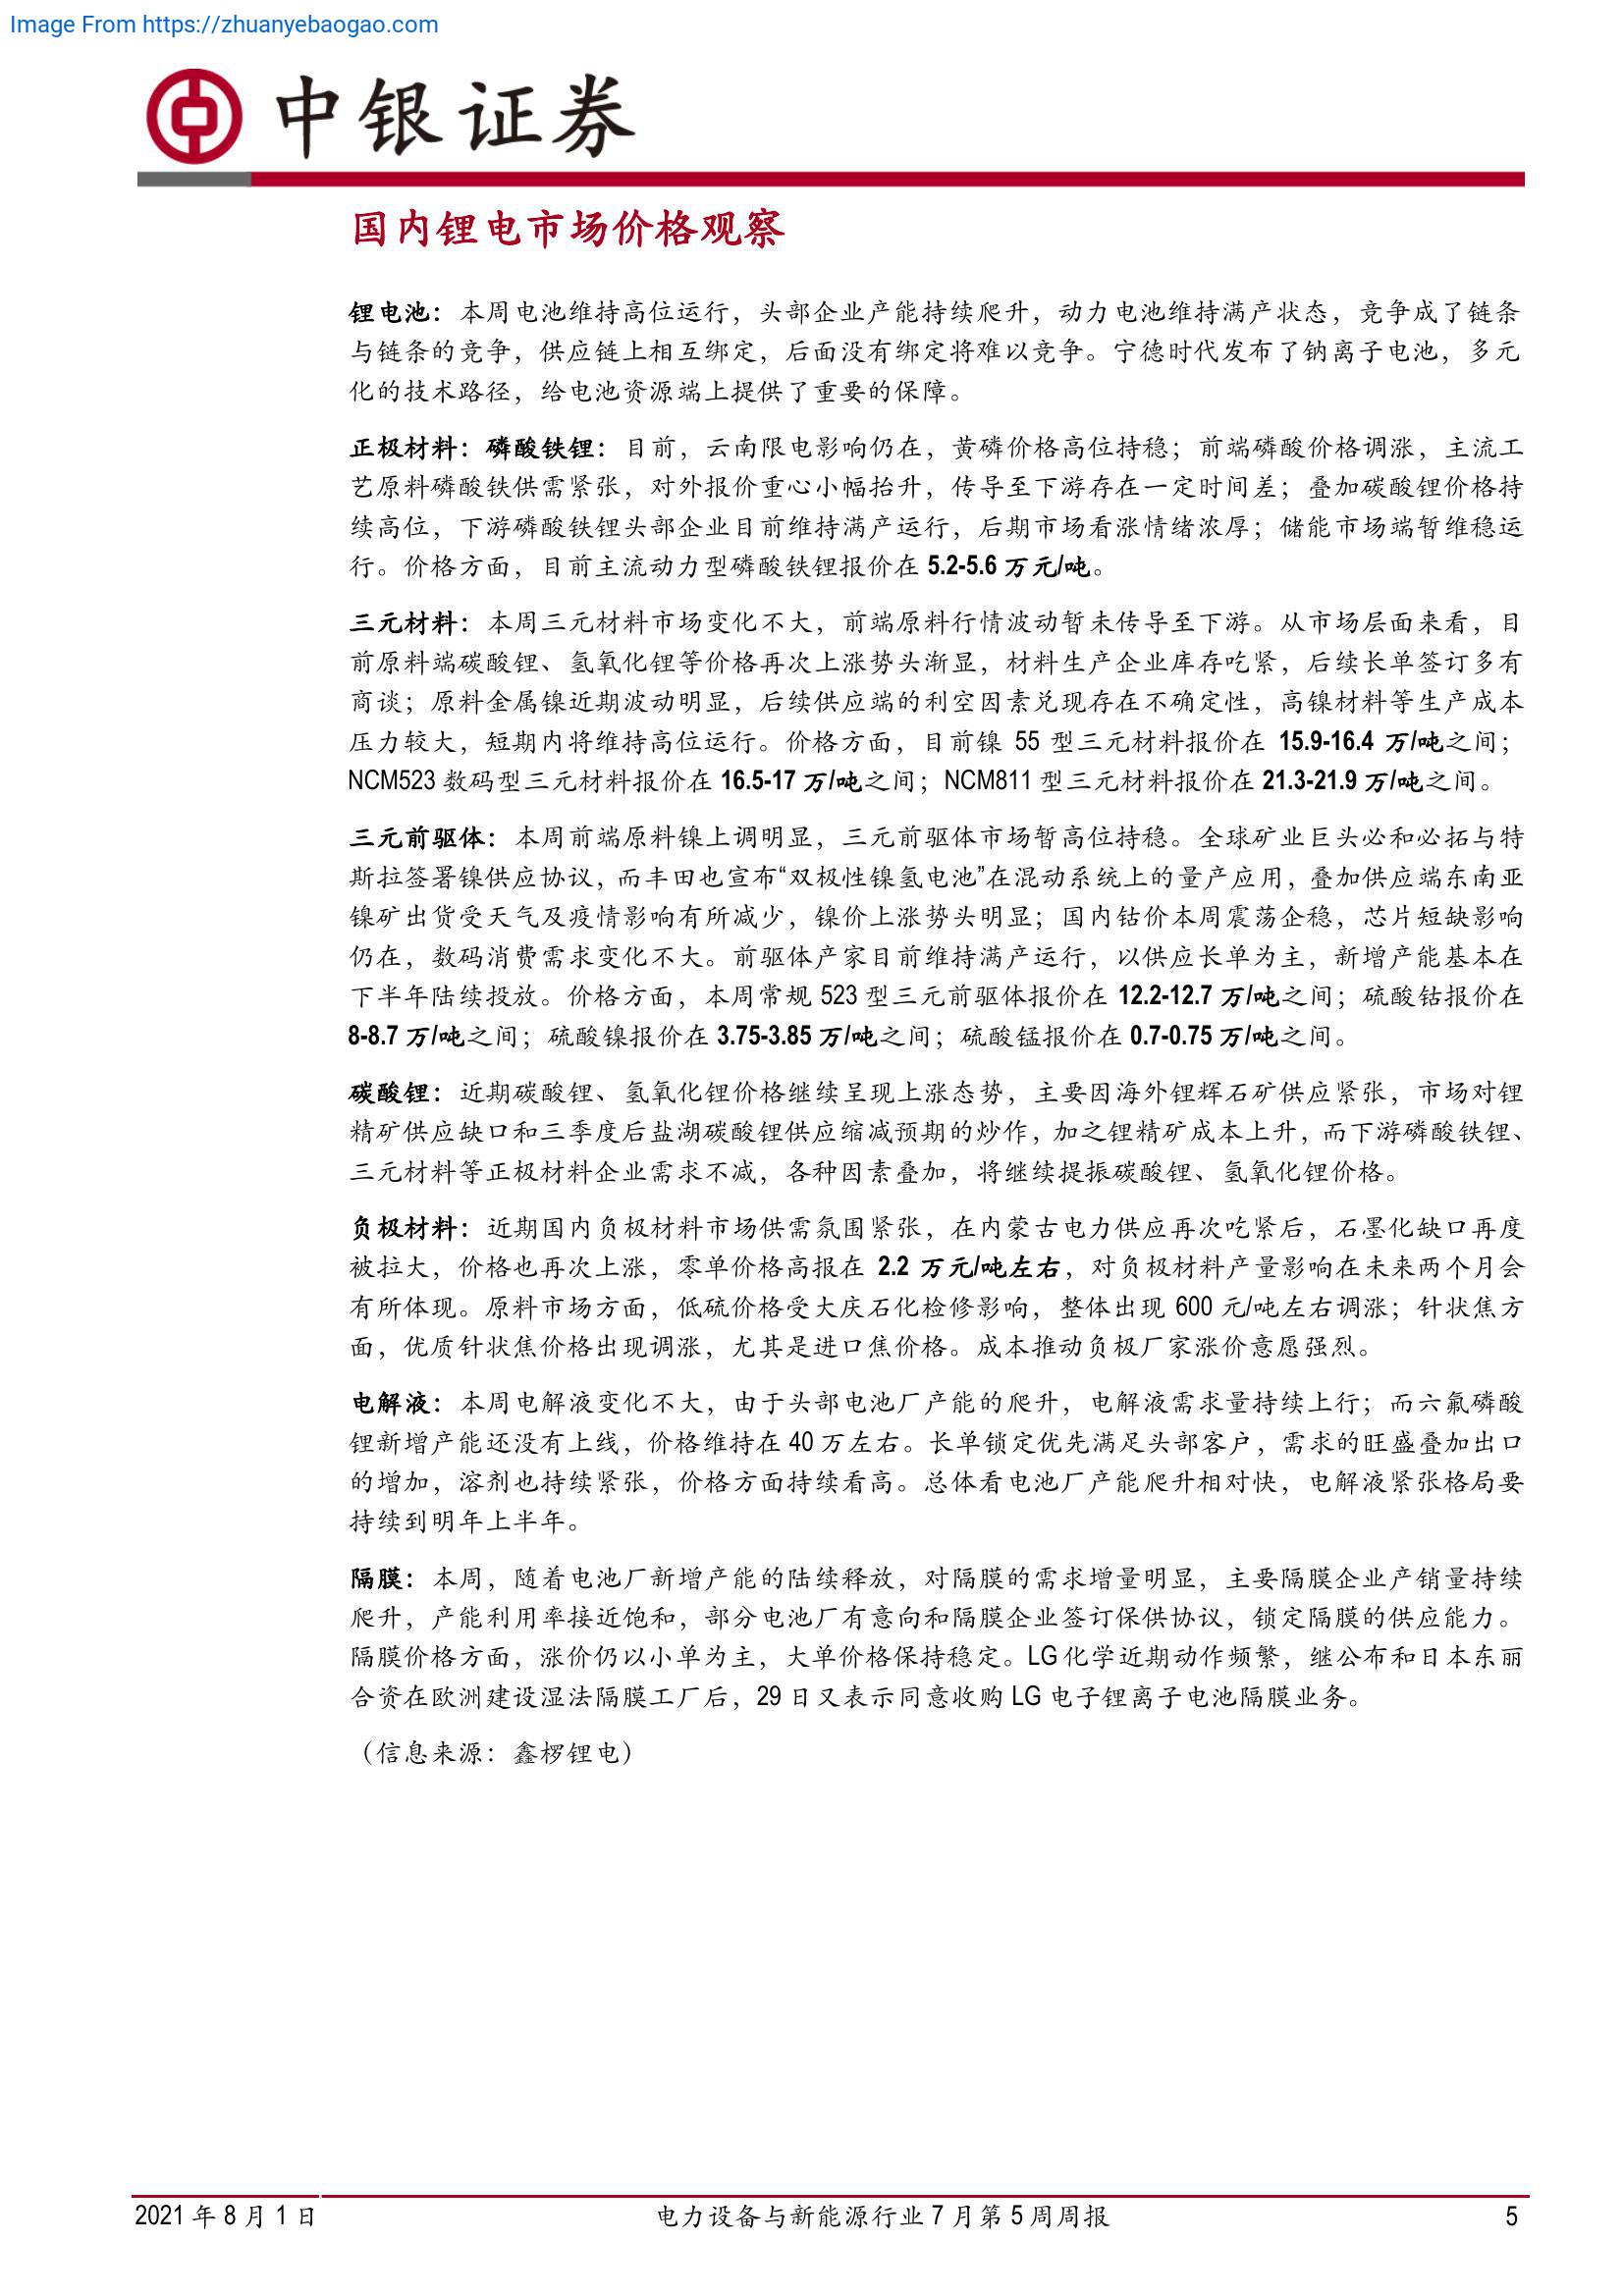 Image From https://zhuanyebaogao.com
中银证券
国内锂电市场价格观察
锂电池：本周电池维持高位运行，头部企业产能持续爬升，动力电池维持满产状态，竞争成了链条
与链条的竞争，供应链上相互绑定，后面没有绑定将难以竞争。宁德时代发布了钠离子电池，多元
化的技术路径，给电池资源端上提供了重要的保障。
正极材料：磷酸铁锂：目前，云南限电影响仍在，黄磷价格高位持稳；前端磷酸价格调涨，主流工
艺原料磷酸铁供需紧张，对外报价重心小幅抬升，传导至下游存在一定时间差；叠加碳酸锂价格持
续高位，下游磷酸铁锂头部企业目前维持满产运行，后期市场看涨情绪浓厚；储能市场端暂维稳运
行。价格方面，目前主流动力型磷酸铁锂报价在 5.2-5.6 万元/吨。
三元材料：本周三元材料市场变化不大，前端原料行情波动暂未传导至下游。从市场层面来看，目
前原料端碳酸锂、氢氧化锂等价格再次上涨势头渐显，材料生产企业库存吃紧，后续长单签订多有
商谈；原料金属镍近期波动明显，后续供应端的利空因素兑现存在不确定性，高镍材料等生产成本
压力较大，短期内将维持高位运行。价格方面，目前镍 55 型三元材料报价在 15.9-16.4 万/吨之间；
NCM523 数码型三元材料报价在 16.5-17 万/吨之间；NCM811 型三元材料报价在 21.3-21.9 万/吨之间。
三元前驱体：本周前端原料镍上调明显，三元前驱体市场暂高位持稳。全球矿业巨头必和必拓与特
斯拉签署镍供应协议，而丰田也宣布“双极性镍氢电池”在混动系统上的量产应用，叠加供应端东南亚
镍矿出货受天气及疫情影响有所减少，镍价上涨势头明显；国内钴价本周震荡企稳，芯片短缺影响
仍在，数码消费需求变化不大。前驱体产家目前维持满产运行，以供应长单为主，新增产能基本在
下半年陆续投放。价格方面，本周常规 523 型三元前驱体报价在 12.2-12.7 万/吨之间；硫酸钴报价在
8-8.7 万/吨之间；硫酸镍报价在 3.75-3.85 万/吨之间；硫酸锰报价在 0.7-0.75 万/吨之间。
碳酸锂：近期碳酸锂、氢氧化锂价格继续呈现上涨态势，主要因海外锂辉石矿供应紧张，市场对锂
精矿供应缺口和三季度后盐湖碳酸锂供应缩减预期的炒作，加之锂精矿成本上升，而下游磷酸铁锂、
三元材料等正极材料企业需求不减，各种因素叠加，将继续提振碳酸锂、氢氧化锂价格。
负极材料：近期国内负极材料市场供需氛围紧张，在内蒙古电力供应再次吃紧后，石墨化缺口再度
被拉大，价格也再次上涨，零单价格高报在 2.2 万元/吨左右，对负极材料产量影响在未来两个月会
有所体现。原料市场方面，低硫价格受大庆石化检修影响，整体出现 600 元/吨左右调涨；针状焦方
面，优质针状焦价格出现调涨，尤其是进口焦价格。成本推动负极厂家涨价意愿强烈。
电解液：本周电解液变化不大，由于头部电池厂产能的爬升，电解液需求量持续上行；而六氟磷酸
锂新增产能还没有上线，价格维持在 40 万左右。长单锁定优先满足头部客户，需求的旺盛叠加出口
的增加，溶剂也持续紧张，价格方面持续看高。总体看电池厂产能爬升相对快，电解液紧张格局要
持续到明年上半年。
隔膜：本周，随着电池厂新增产能的陆续释放，对隔膜的需求增量明显，主要隔膜企业产销量持续
爬升，产能利用率接近饱和，部分电池厂有意向和隔膜企业签订保供协议，锁定隔膜的供应能力。
隔膜价格方面，涨价仍以小单为主，大单价格保持稳定。LG 化学近期动作频繁，继公布和日本东丽
合资在欧洲建设湿法隔膜工厂后，29 日又表示同意收购 LG 电子锂离子电池隔膜业务。
（信息来源：鑫椤锂电）
2021 年 8 月 1 日 电力设备与新能源行业 7 月第 5 周周报 5